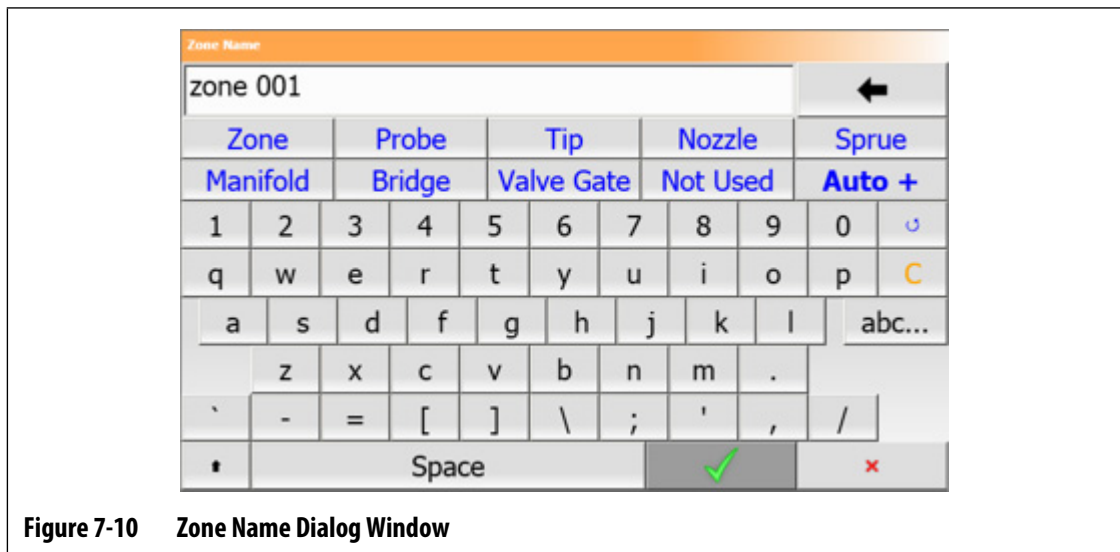 Zone Name
zone 001
Zone Probe Tip Nozzle Sprue
Manifold Bridge Valve Gate Not Used Auto +
1 2 3 4 5 6 7 8 9 0 ↺
q w e r t y u i o p C
a s d f g h j k l abc...
z x c v b n m .
` - = [ ] \ ; ' , /
Space
Figure 7-10 Zone Name Dialog Window